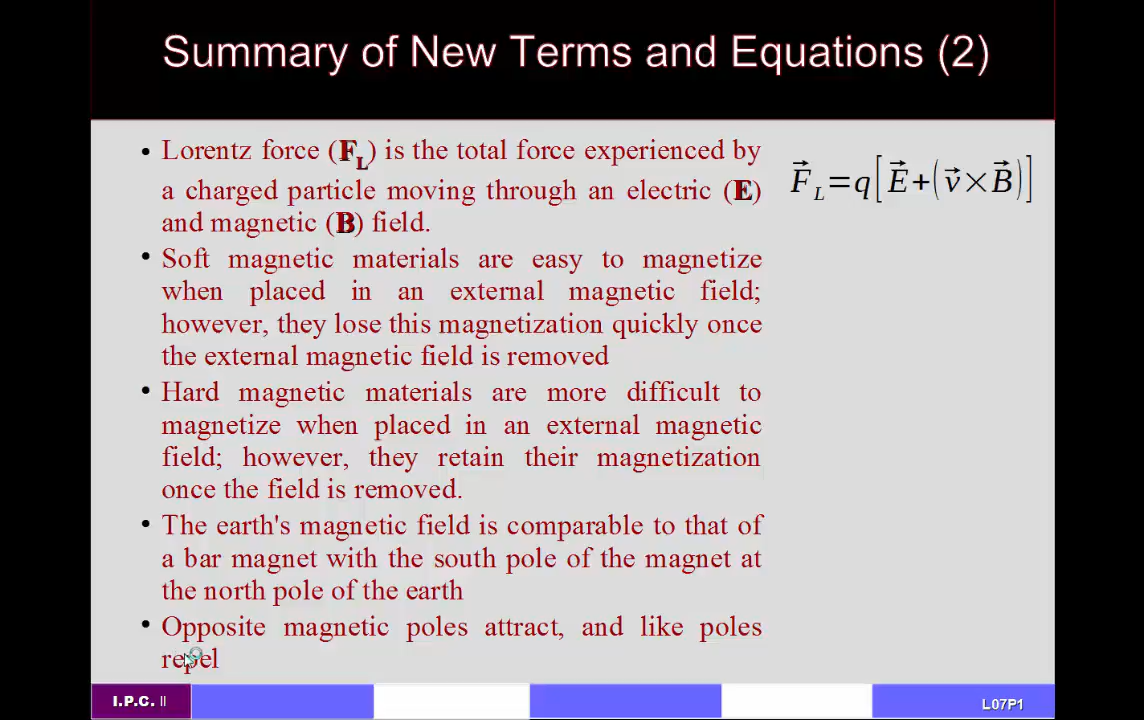 Summary of New Terms and Equations (2)
• Lorentz force (F_L) is the total force experienced by
a charged particle moving through an electric (E)
and magnetic (B) field.
F⃗_L=q[E⃗+(v⃗×B⃗)]
• Soft magnetic materials are easy to magnetize
when placed in an external magnetic field;
however, they lose this magnetization quickly once
the external magnetic field is removed
• Hard magnetic materials are more difficult to
magnetize when placed in an external magnetic
field; however, they retain their magnetization
once the field is removed.
• The earth's magnetic field is comparable to that of
a bar magnet with the south pole of the magnet at
the north pole of the earth
• Opposite magnetic poles attract, and like poles
repel
I.P.C. II
L07P1